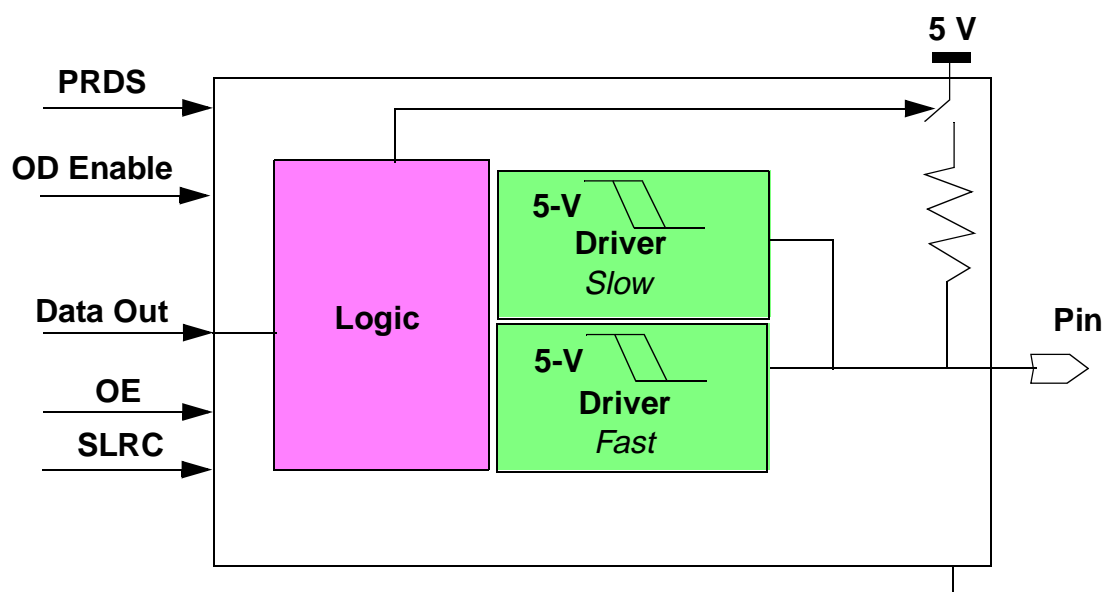 5 V
PRDS
OD Enable
5-V
Driver
Slow
Data Out
Logic
Pin
5-V
Driver
Fast
OE
SLRC